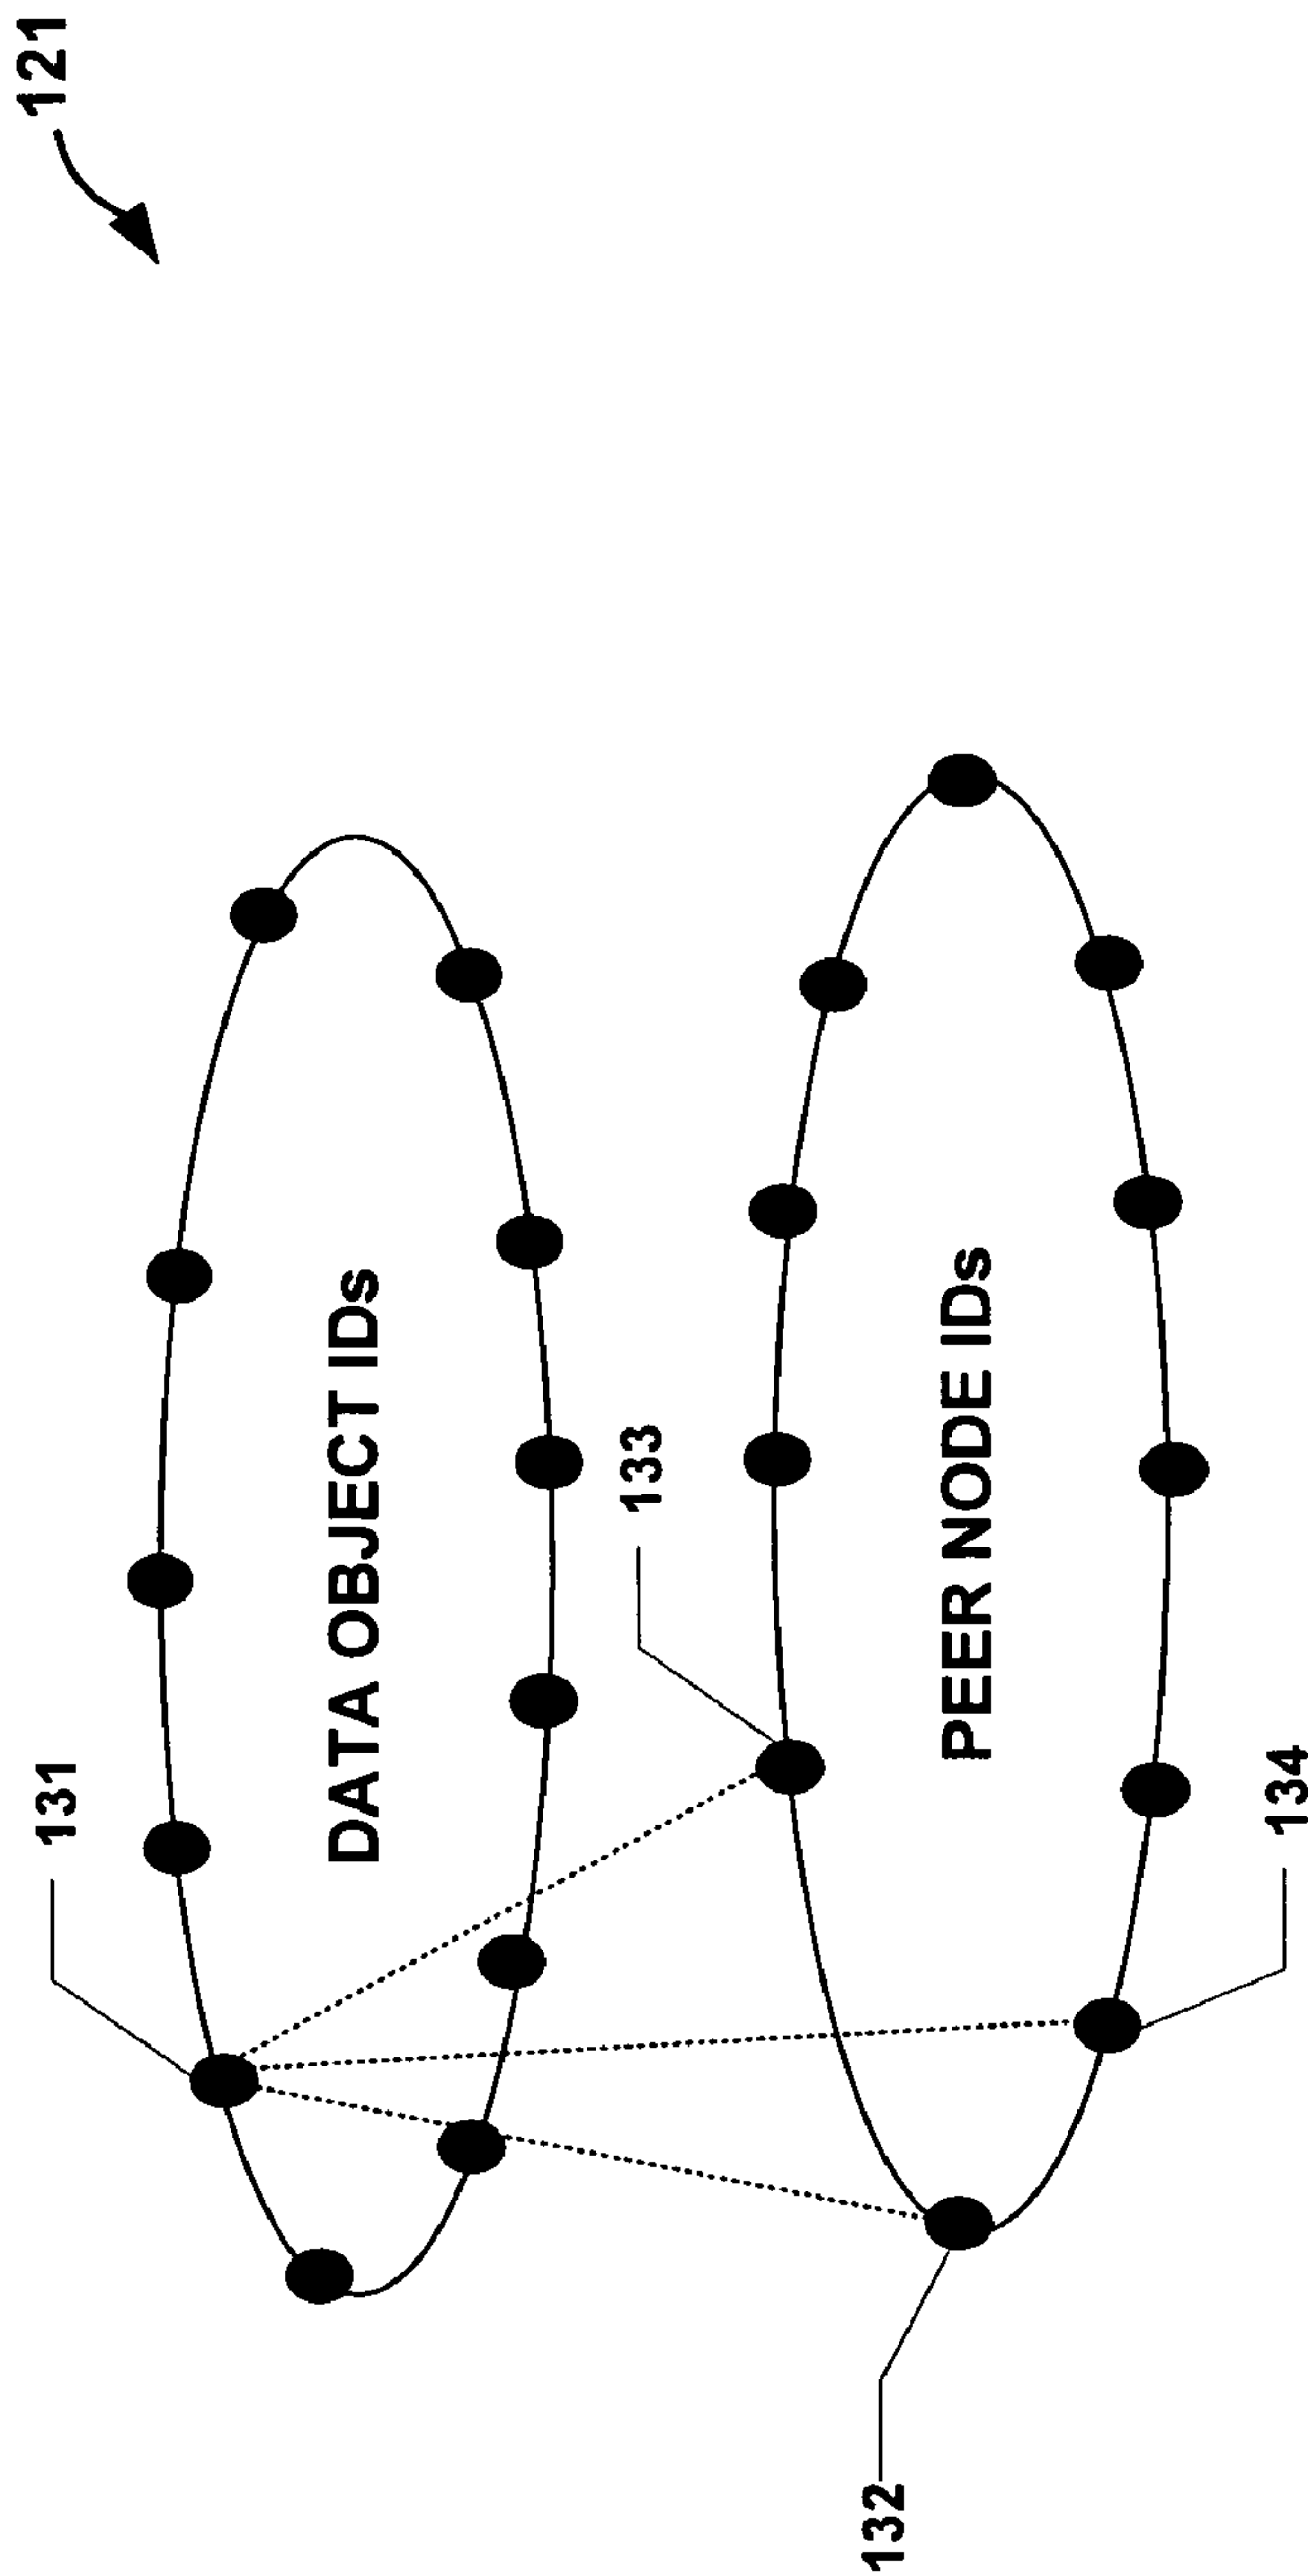 121
131
DATA OBJECT IDs
133
PEER NODE IDs
132
134